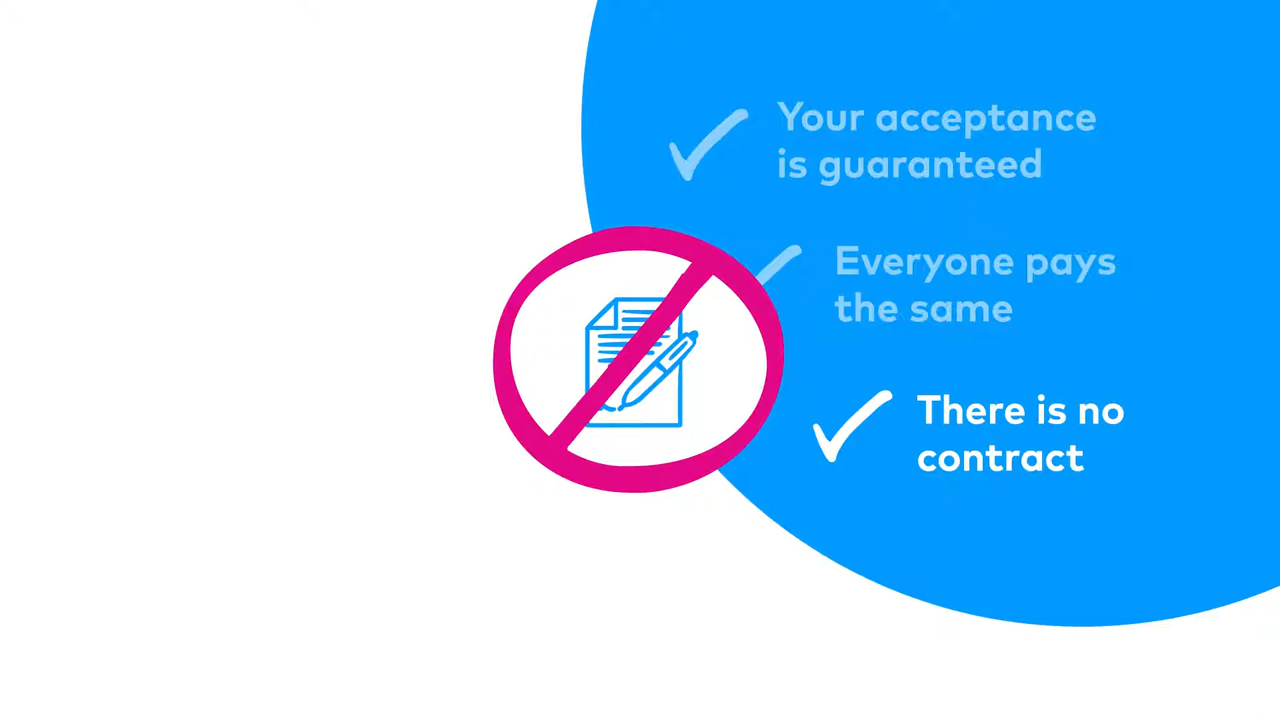 Your acceptance
is guaranteed
Everyone pays
the same
There is no
contract